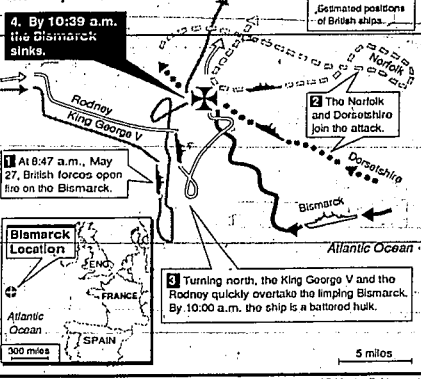 Estimated positions
of British ships.
4. By 10:39 a.m.
the Bismarck
sinks.
Norfolk
Rodney
King George V
2 The Norfolk
and Dorsetshire
join the attack.
1 At 8:47 a.m., May
27, British forces open
fire on the Bismarck.
Dorsetshire
Bismarck
Atlantic Ocean
Bismarck
Location
ENG.
FRANCE
Atlantic
Ocean
SPAIN
300 miles
3 Turning north, the King George V and the
Rodney quickly overtake the limping Bismarck.
By 10:00 a.m. the ship is a battered hulk.
5 miles